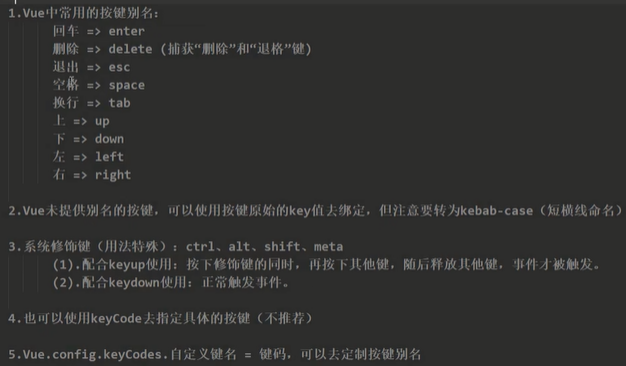 1.Vue中常用的按键别名:
回车 => enter
删除 => delete (捕获“删除”和“退格”键)
退出 => esc
空格 => space
换行 => tab
上 => up
下 => down
左 => left
右 => right
2.Vue未提供别名的按键，可以使用按键原始的key值去绑定，但注意要转为kebab-case（短横线命名）
3.系统修饰键（用法特殊）：ctrl、alt、shift、meta
(1).配合keyup使用：按下修饰键的同时，再按下其他键，随后释放其他键，事件才被触发。
(2).配合keydown使用：正常触发事件。
4.也可以使用keyCode去指定具体的按键（不推荐）
5.Vue.config.keyCodes.自定义键名 = 键码，可以去定制按键别名